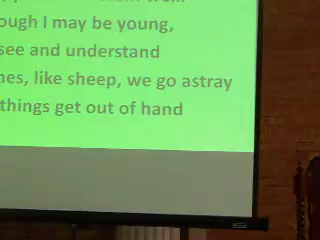 ough I may be young,
see and understand
nes, like sheep, we go astray
things get out of hand